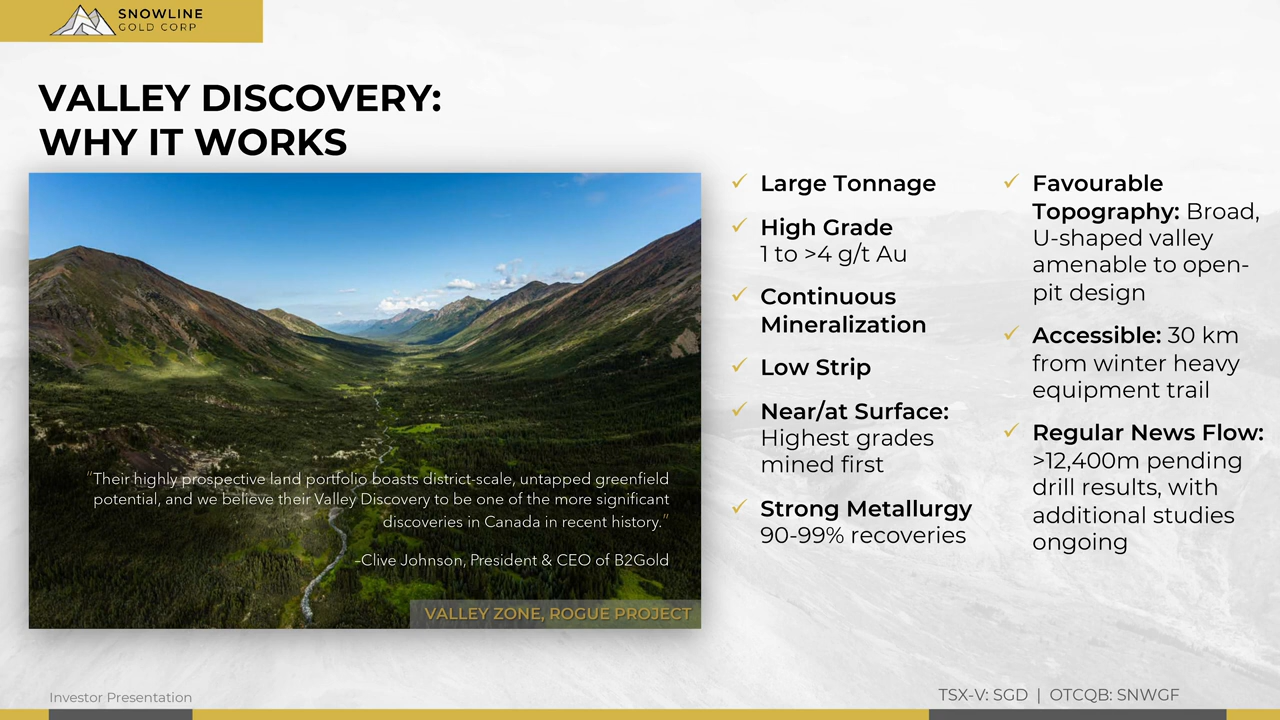 SNOWLINE
GOLD CORP
VALLEY DISCOVERY:
WHY IT WORKS
"Their highly prospective land portfolio boasts district-scale, untapped greenfield
potential, and we believe their Valley Discovery to be one of the more significant
discoveries in Canada in recent history."
–Clive Johnson, President & CEO of B2Gold
VALLEY ZONE, ROGUE PROJECT
✓ Large Tonnage
✓ High Grade
1 to >4 g/t Au
✓ Continuous
Mineralization
✓ Low Strip
✓ Near/at Surface:
Highest grades
mined first
✓ Strong Metallurgy
90-99% recoveries
✓ Favourable
Topography: Broad,
U-shaped valley
amenable to open-
pit design
✓ Accessible: 30 km
from winter heavy
equipment trail
✓ Regular News Flow:
>12,400m pending
drill results, with
additional studies
ongoing
Investor Presentation
TSX-V: SGD | OTCQB: SNWGF